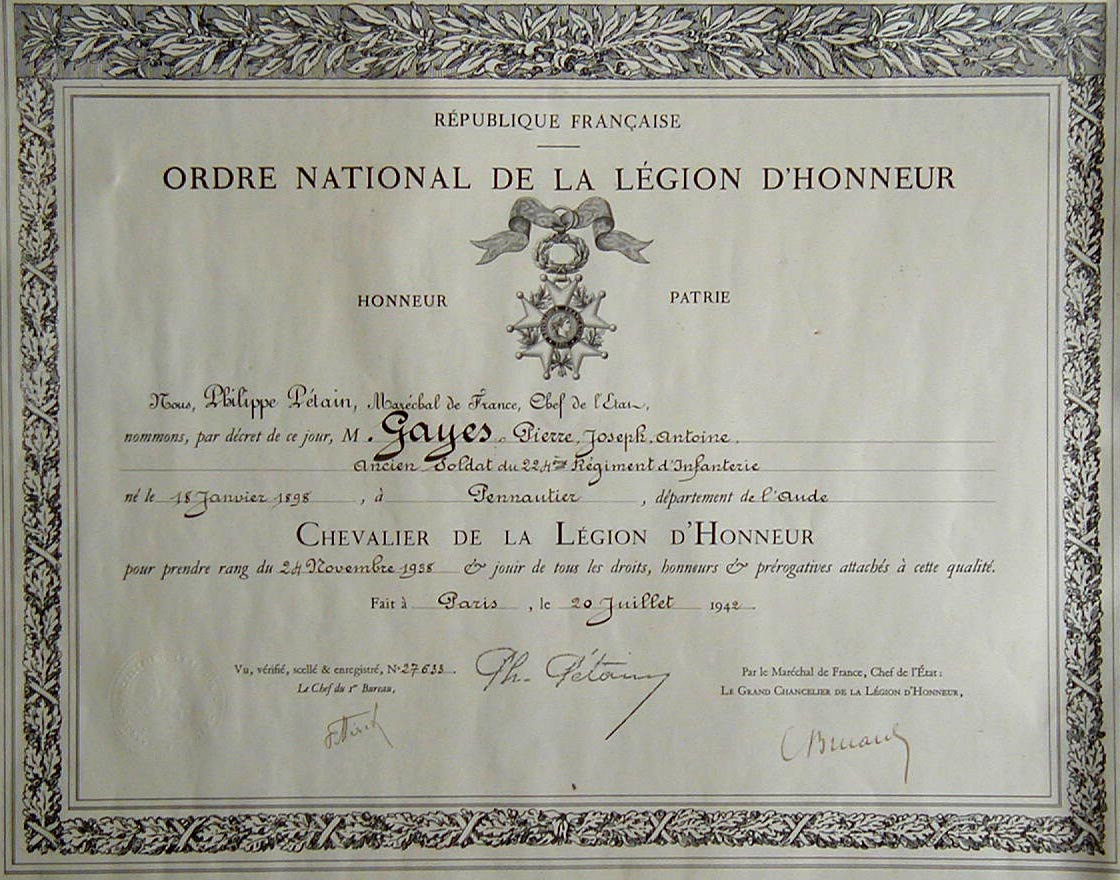 RÉPUBLIQUE FRANÇAISE
ORDRE NATIONAL DE LA LÉGION D'HONNEUR
HONNEUR PATRIE
Nous, Philippe Pétain, Maréchal de France, Chef de l'Etat,
nommons, par décret de ce jour, M. Gayes, Pierre, Joseph, Antoine,
Ancien Soldat du 224me Régiment d'Infanterie
né le 18 Janvier 1898, à Pennautier, département de l'Aude
CHEVALIER DE LA LÉGION D'HONNEUR
pour prendre rang du 24 Novembre 1938 & jouir de tous les droits, honneurs & prérogatives attachés à cette qualité.
Fait à Paris, le 20 Juillet 1942.
Vu, vérifié, scellé & enregistré, N° 27.633.
Le Chef du 1er Bureau,
Ph. Pétain
Par le Maréchal de France, Chef de l'État:
LE GRAND CHANCELIER DE LA LÉGION D'HONNEUR,